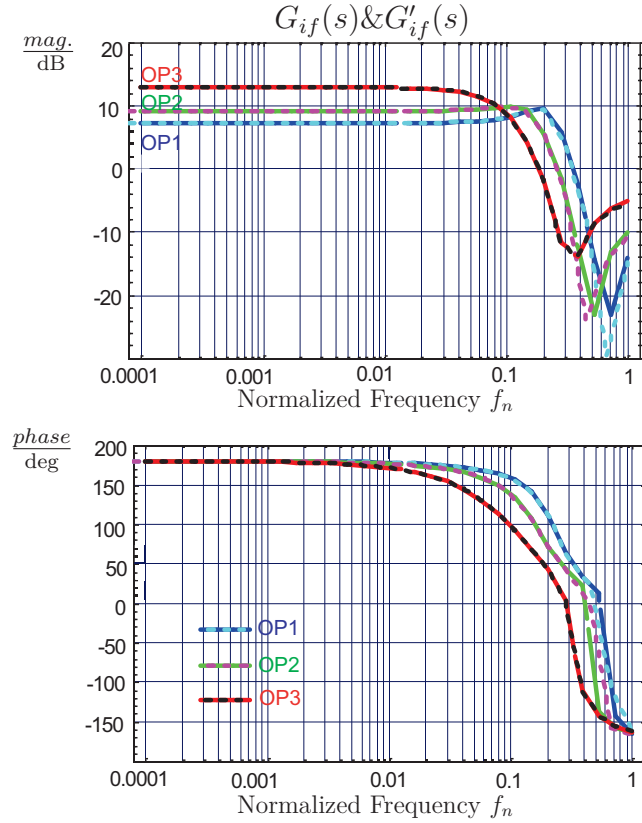 G_{if}(s)&G'_{if}(s)
mag.
dB
20
10
0
-10
-20
OP3
OP2
OP1
0.0001 0.001 0.01 0.1 1
Normalized Frequency f_n
phase
deg
200
150
100
50
0
-50
-100
-150
OP1
OP2
OP3
0.0001 0.001 0.01 0.1 1
Normalized Frequency f_n